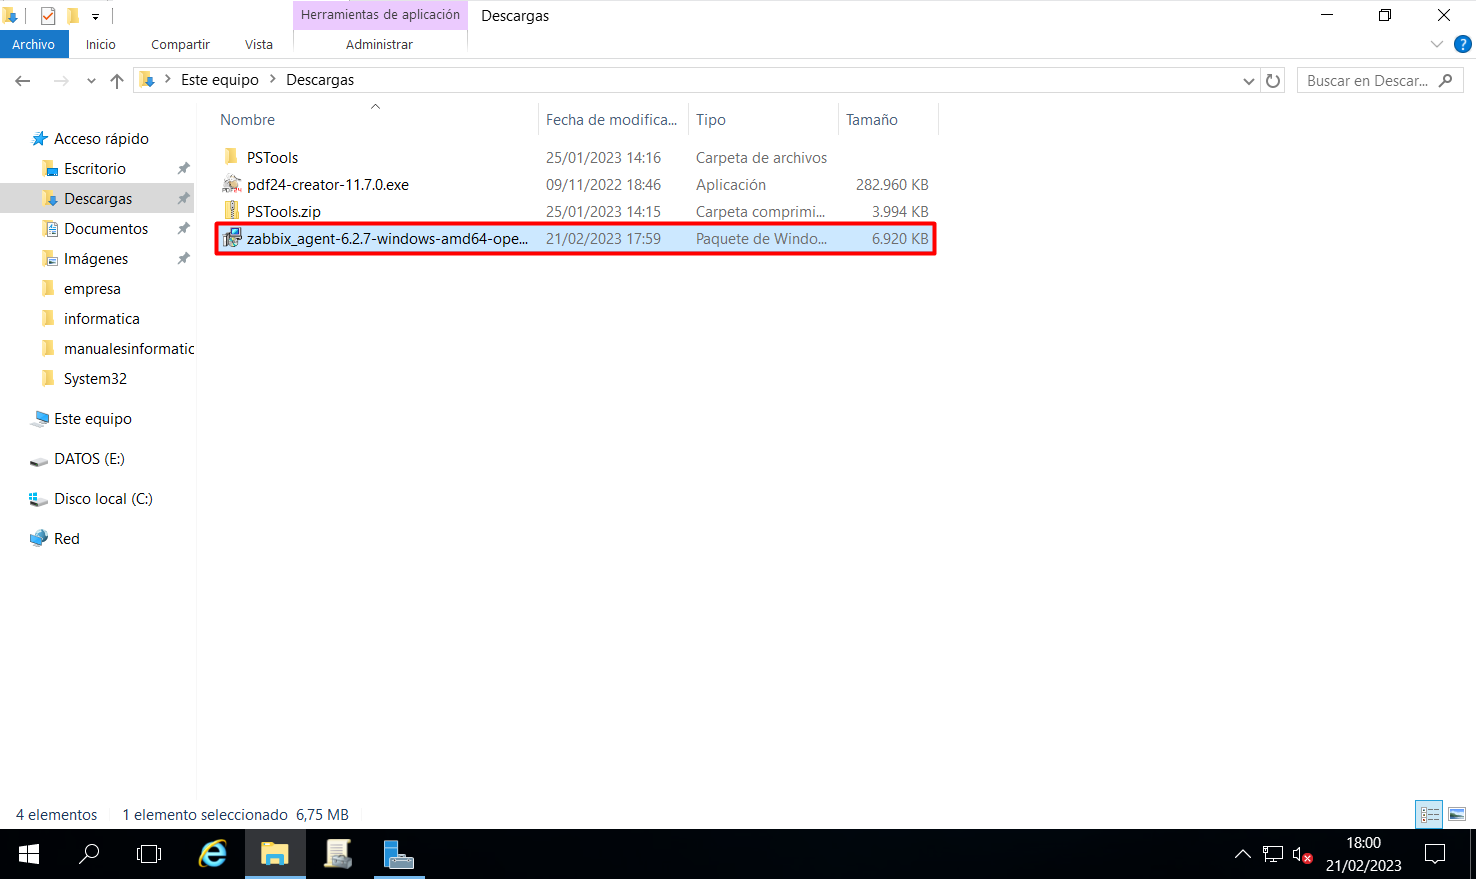 Herramientas de aplicación
Descargas
Archivo
Inicio
Compartir
Vista
Administrar
?
Este equipo
Descargas
Buscar en Descar...
Nombre
Fecha de modifica...
Tipo
Tamaño
Acceso rápido
Escritorio
Descargas
Documentos
Imágenes
empresa
informatica
manualesinformatic
System32
Este equipo
DATOS (E:)
Disco local (C:)
Red
PSTools 25/01/2023 14:16 Carpeta de archivos
pdf24-creator-11.7.0.exe 09/11/2022 18:46 Aplicación 282.960 KB
PSTools.zip 25/01/2023 14:15 Carpeta comprimi... 3.994 KB
zabbix_agent-6.2.7-windows-amd64-ope... 21/02/2023 17:59 Paquete de Windo... 6.920 KB
4 elementos
1 elemento seleccionado 6,75 MB
18:00
21/02/2023